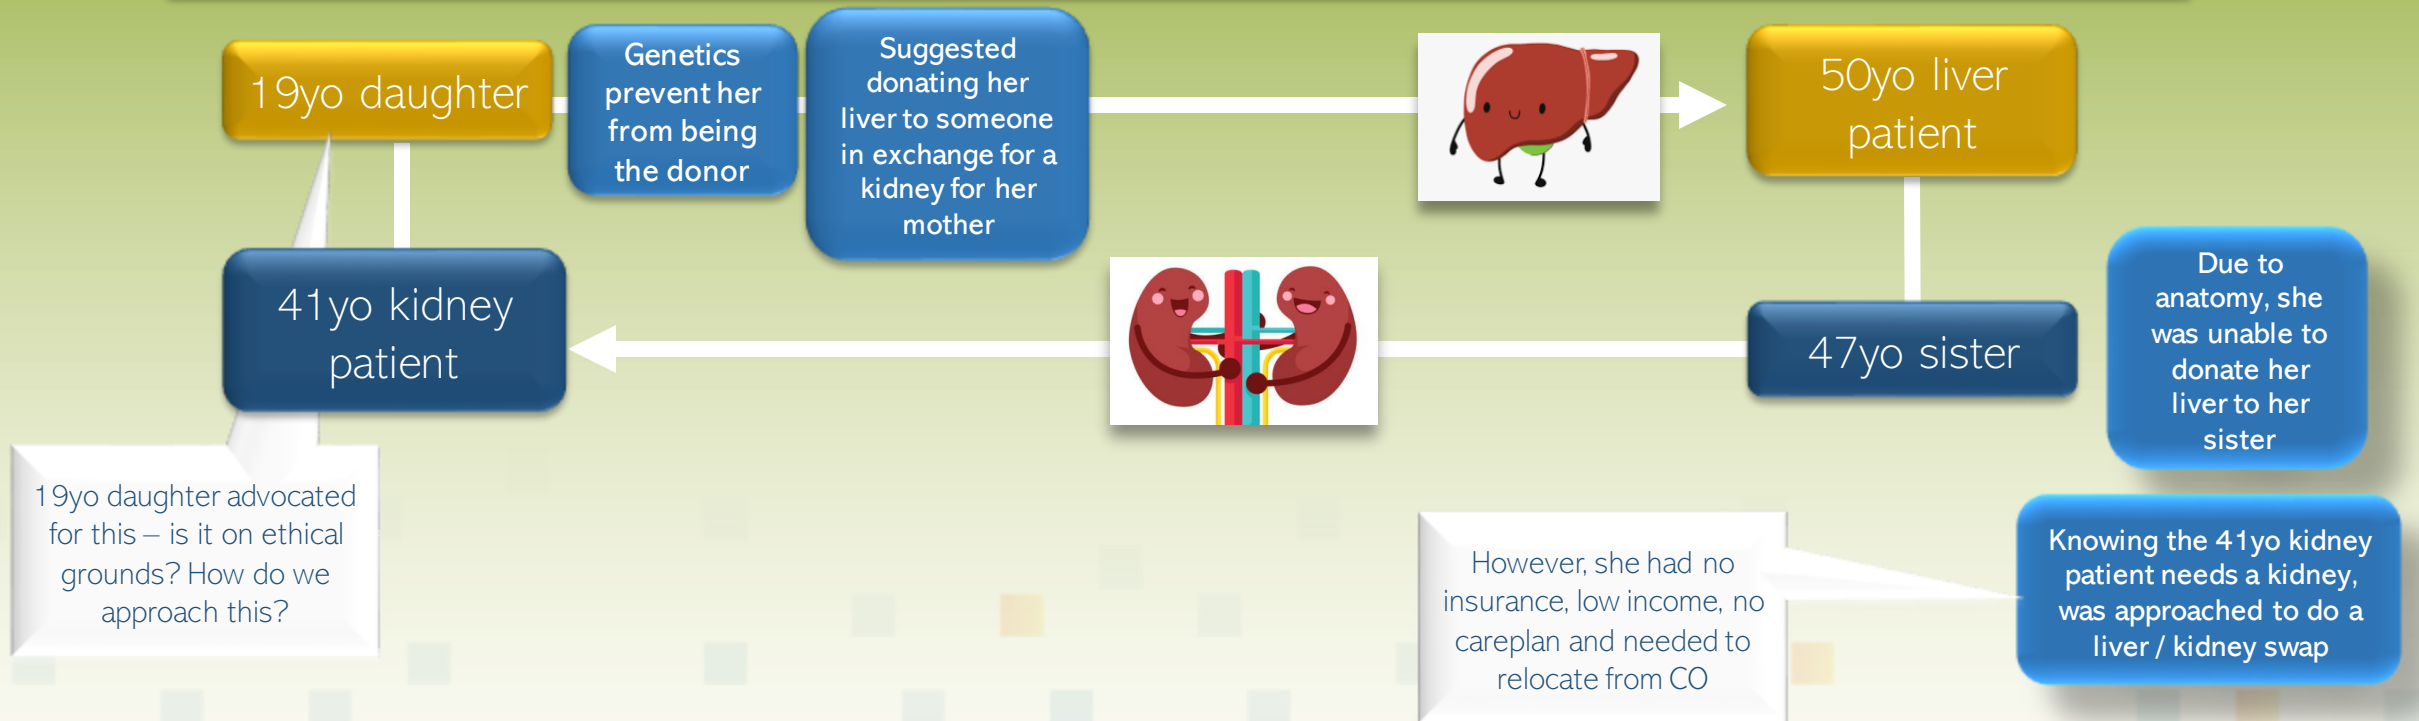 19yo daughter
Genetics
prevent her
from being
the donor
Suggested
donating her
liver to someone
in exchange for a
kidney for her
mother
50yo liver
patient
41yo kidney
patient
47yo sister
Due to
anatomy, she
was unable to
donate her
liver to her
sister
19yo daughter advocated
for this – is it on ethical
grounds? How do we
approach this?
However, she had no
insurance, low income, no
careplan and needed to
relocate from CO
Knowing the 41yo kidney
patient needs a kidney,
was approached to do a
liver / kidney swap